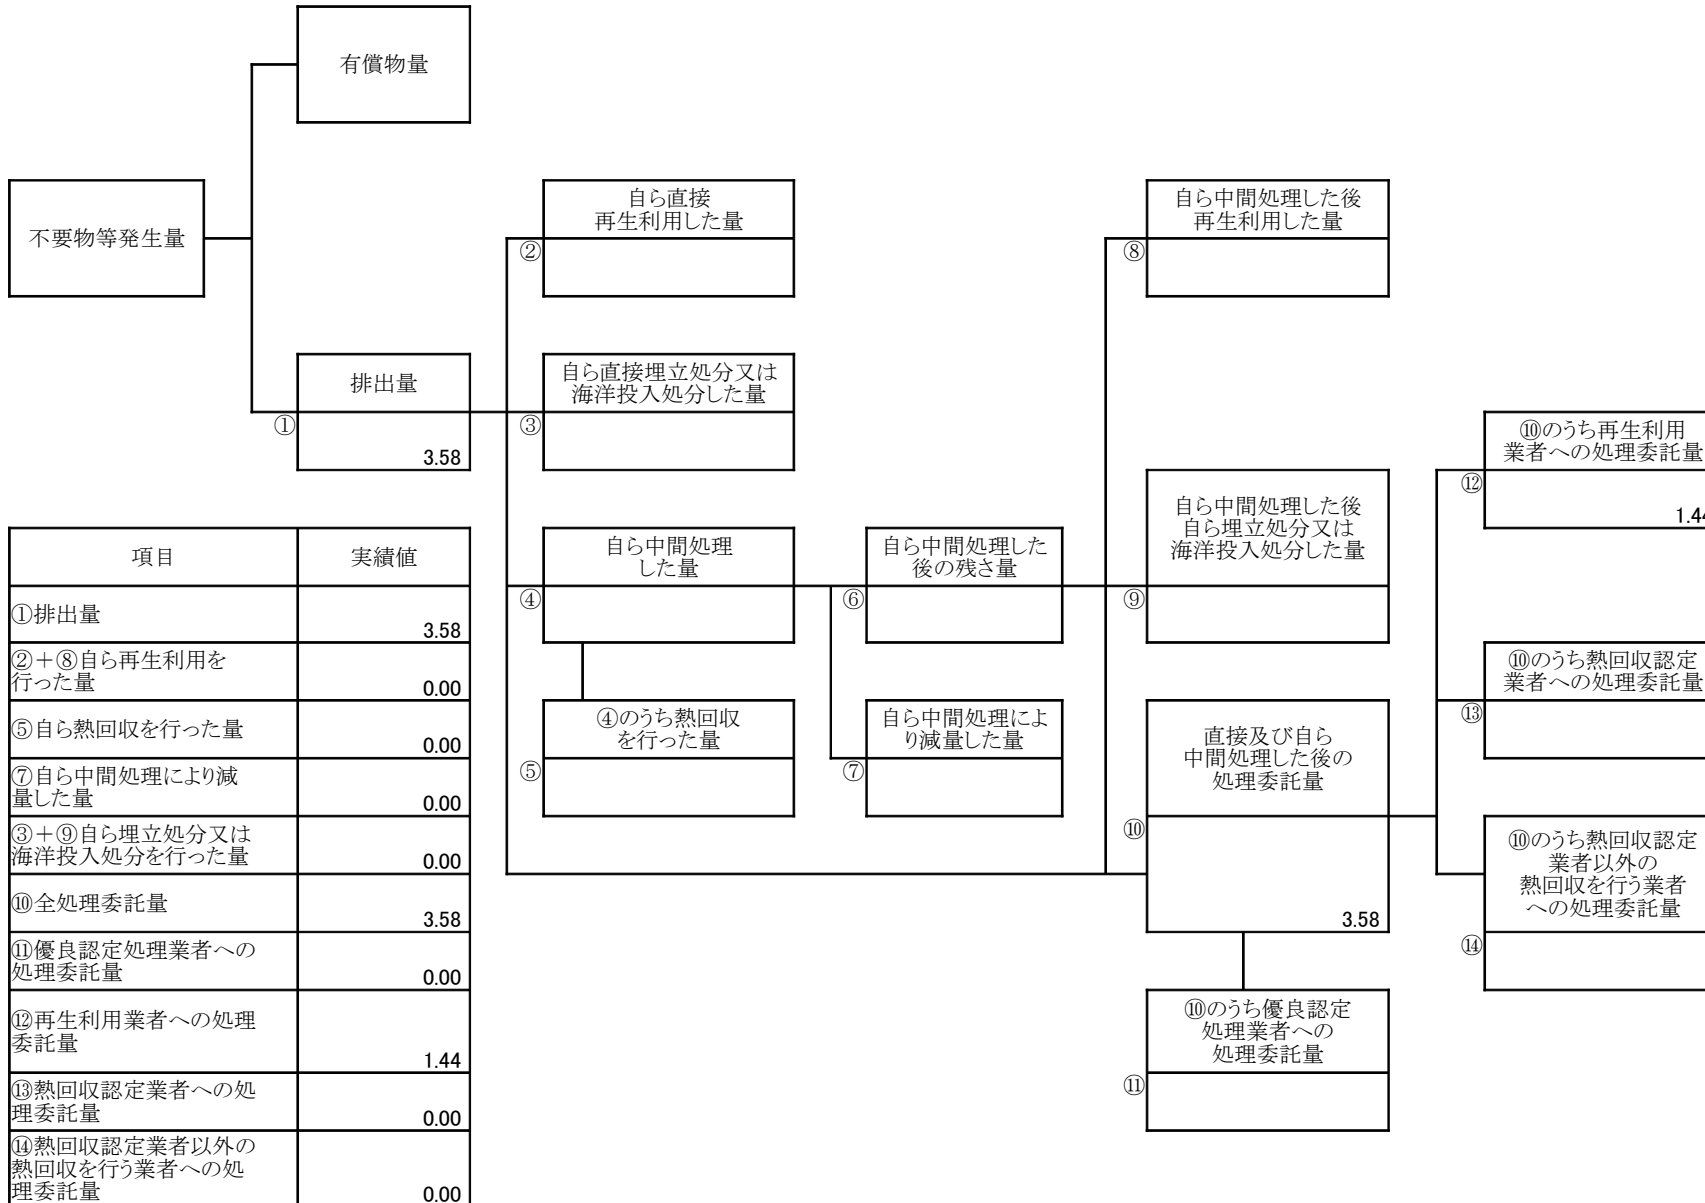 有償物量
不要物等発生量
自ら直接
再生利用した量
②
自ら中間処理した後
再生利用した量
⑧
排出量
①
3.58
自ら直接埋立処分又は
海洋投入処分した量
③
⑩のうち再生利用
業者への処理委託量
⑫
1.44
自ら中間処理
した量
④
自ら中間処理した
後の残さ量
⑥
自ら中間処理した後
自ら埋立処分又は
海洋投入処分した量
⑨
⑩のうち熱回収認定
業者への処理委託量
⑬
④のうち熱回収
を行った量
⑤
自ら中間処理によ
り減量した量
⑦
直接及び自ら
中間処理した後の
処理委託量
⑩
3.58
⑩のうち熱回収認定
業者以外の
熱回収を行う業者
への処理委託量
⑭
⑩のうち優良認定
処理業者への
処理委託量
⑪
項目 実績値
①排出量
3.58
②＋⑧自ら再生利用を
行った量
0.00
⑤自ら熱回収を行った量
0.00
⑦自ら中間処理により減
量した量
0.00
③＋⑨自ら埋立処分又は
海洋投入処分を行った量
0.00
⑩全処理委託量
3.58
⑪優良認定処理業者への
処理委託量
0.00
⑫再生利用業者への処理
委託量
1.44
⑬熱回収認定業者への処
理委託量
0.00
⑭熱回収認定業者以外の
熱回収を行う業者への処
理委託量
0.00